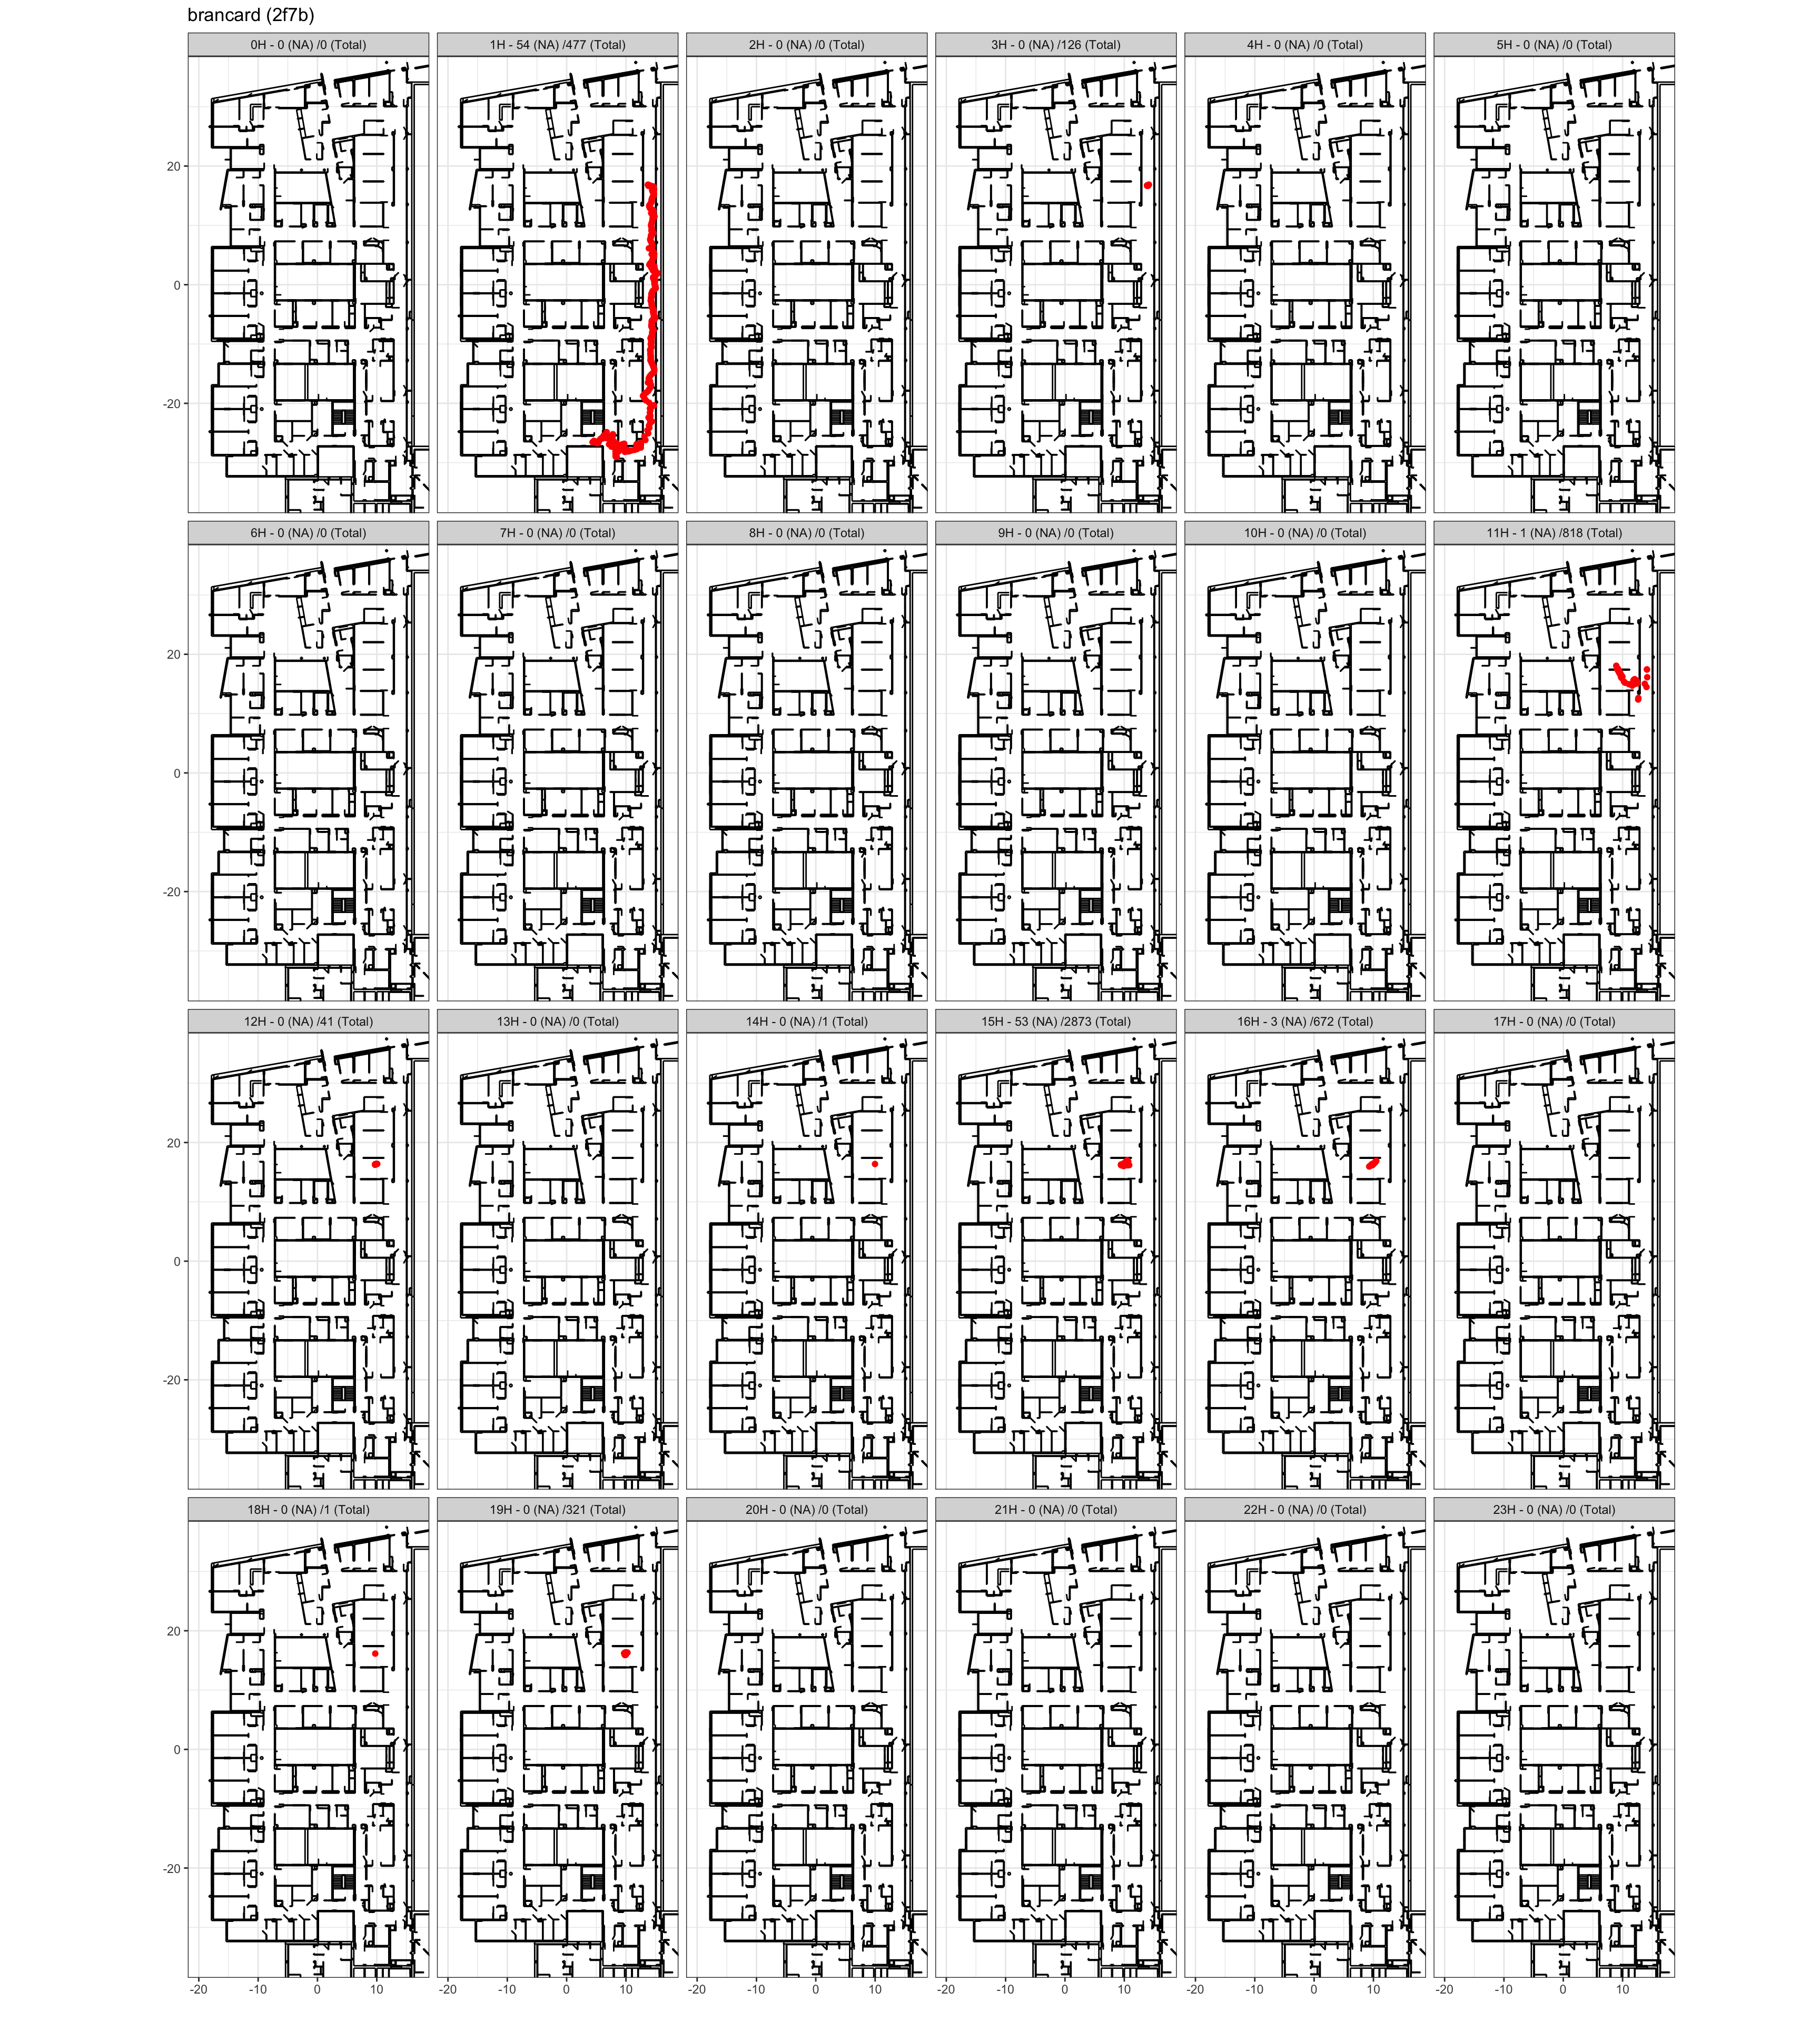 brancard (2f7b)
0H - 0 (NA) /0 (Total) 1H - 54 (NA) /477 (Total) 2H - 0 (NA) /0 (Total) 3H - 0 (NA) /126 (Total) 4H - 0 (NA) /0 (Total) 5H - 0 (NA) /0 (Total)
20
0
-20
6H - 0 (NA) /0 (Total) 7H - 0 (NA) /0 (Total) 8H - 0 (NA) /0 (Total) 9H - 0 (NA) /0 (Total) 10H - 0 (NA) /0 (Total) 11H - 1 (NA) /818 (Total)
20
0
-20
12H - 0 (NA) /41 (Total) 13H - 0 (NA) /0 (Total) 14H - 0 (NA) /1 (Total) 15H - 53 (NA) /2873 (Total) 16H - 3 (NA) /672 (Total) 17H - 0 (NA) /0 (Total)
20
0
-20
18H - 0 (NA) /1 (Total) 19H - 0 (NA) /321 (Total) 20H - 0 (NA) /0 (Total) 21H - 0 (NA) /0 (Total) 22H - 0 (NA) /0 (Total) 23H - 0 (NA) /0 (Total)
20
0
-20
-20 -10 0 10 -20 -10 0 10 -20 -10 0 10 -20 -10 0 10 -20 -10 0 10 -20 -10 0 10